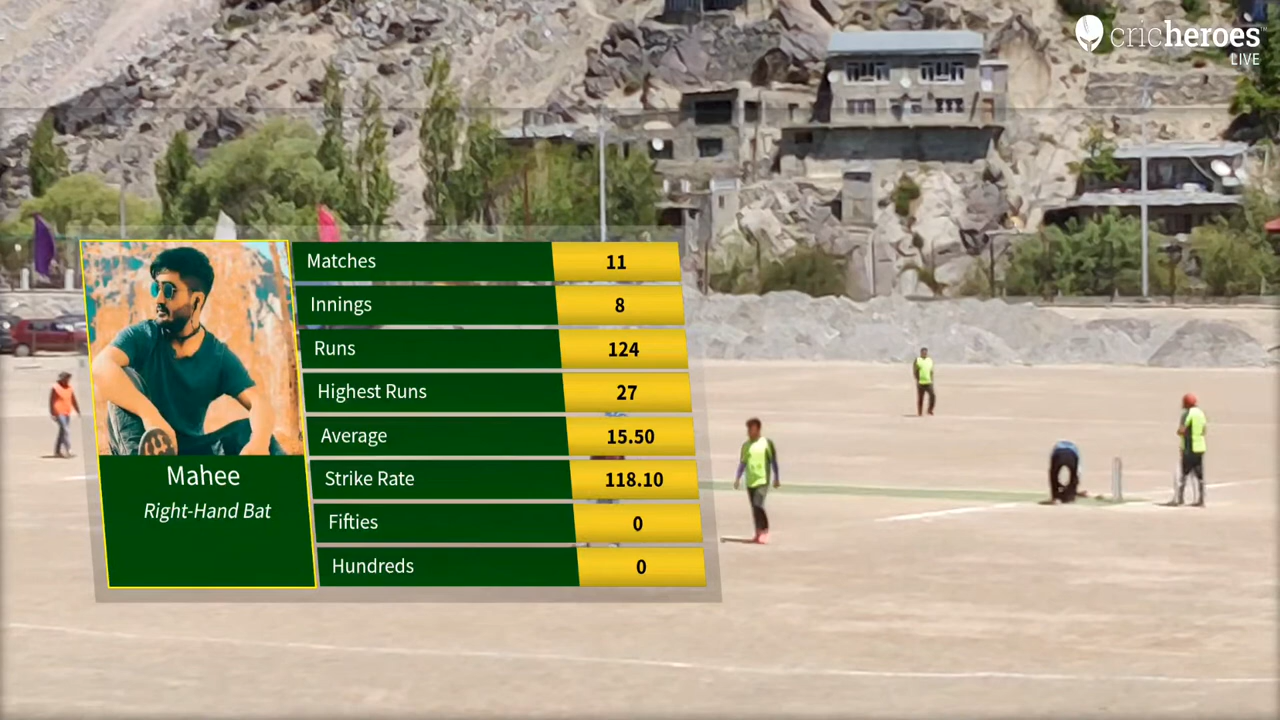 cricheroes
LIVE
Matches 11
Innings 8
Runs 124
Highest Runs 27
Average 15.50
Strike Rate 118.10
Fifties 0
Hundreds 0
Mahee
Right-Hand Bat